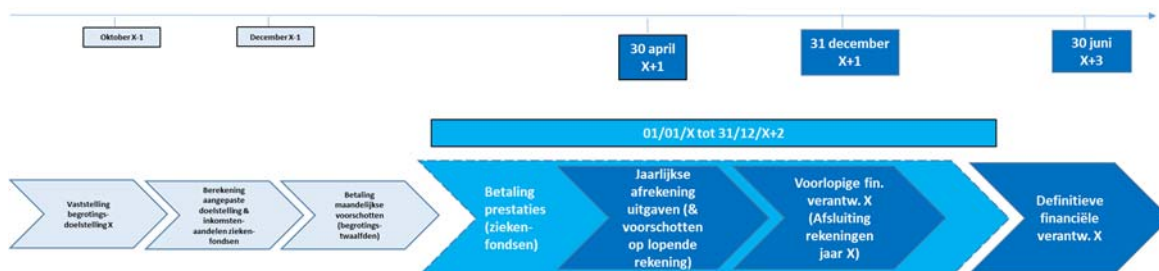 Oktober X-1
December X-1
30 april
X+1
31 december
X+1
30 juni
X+3
01/01/X tot 31/12/X+2
Vaststelling
begrotings-
doelstelling X
Berekening
aangepaste
doelstelling &
inkomsten-
aandelen zieken-
fondsen
Betaling
maandelijkse
voorschotten
(begrotings-
twaalfden)
Betaling
prestaties
(zieken-
fondsen)
Jaarlijkse
afrekening
uitgaven (&
voorschotten
op lopende
rekening)
Voorlopige fin.
verantw. X
(Afsluiting
rekeningen
jaar X)
Definitieve
financiële
verantw. X